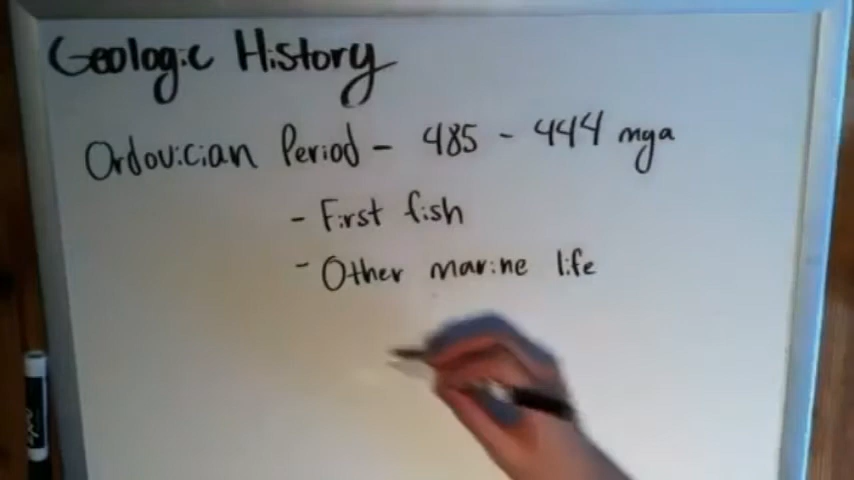 Geologic History
Ordovician Period - 485 - 444 mya
- First fish
- Other marine life